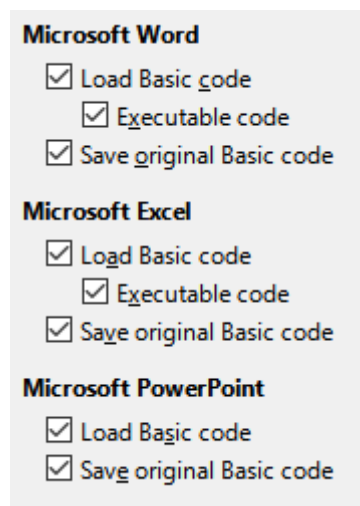 Microsoft Word
Load Basic code
Executable code
Save original Basic code
Microsoft Excel
Load Basic code
Executable code
Save original Basic code
Microsoft PowerPoint
Load Basic code
Save original Basic code